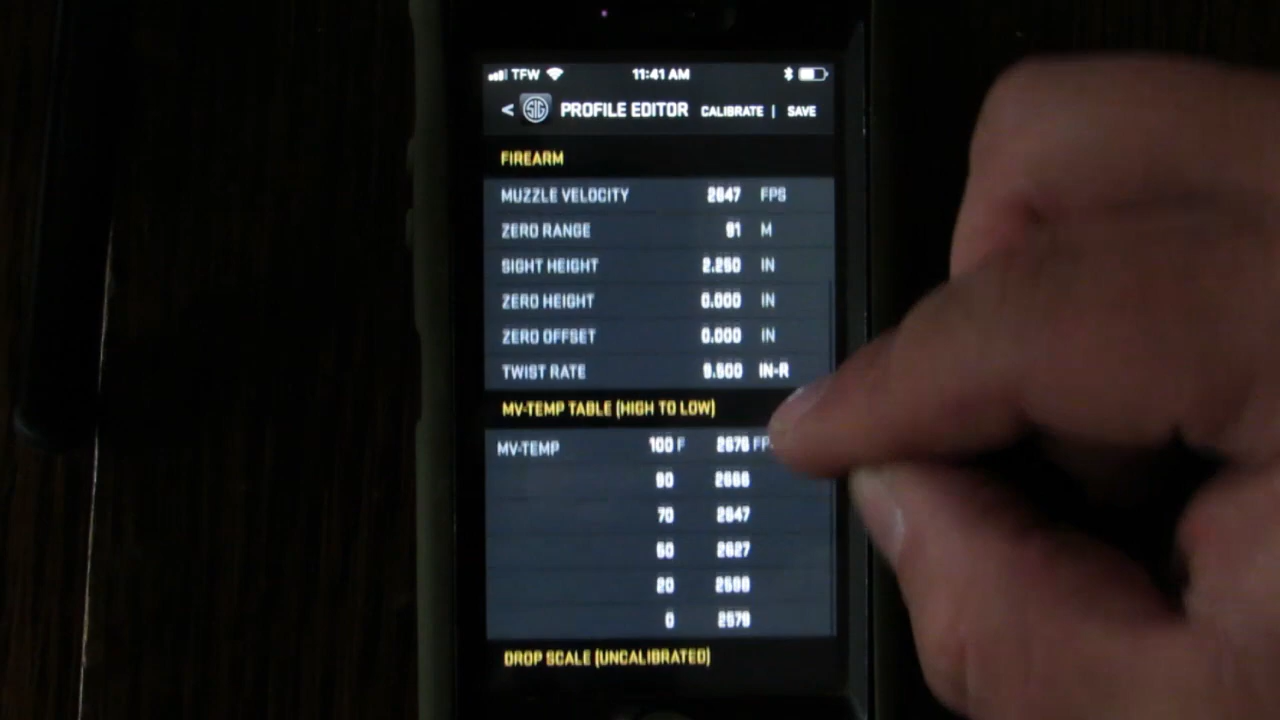 TFW 11:41 AM
< SIG PROFILE EDITOR CALIBRATE | SAVE
FIREARM
MUZZLE VELOCITY 2647 FPS
ZERO RANGE 91 M
SIGHT HEIGHT 2.250 IN
ZERO HEIGHT 0.000 IN
ZERO OFFSET 0.000 IN
TWIST RATE 9.500 IN-R
MV-TEMP TABLE (HIGH TO LOW)
MV-TEMP 100 F 2676
90 2666
70 2647
50 2627
20 2598
0 2579
DROP SCALE (UNCALIBRATED)